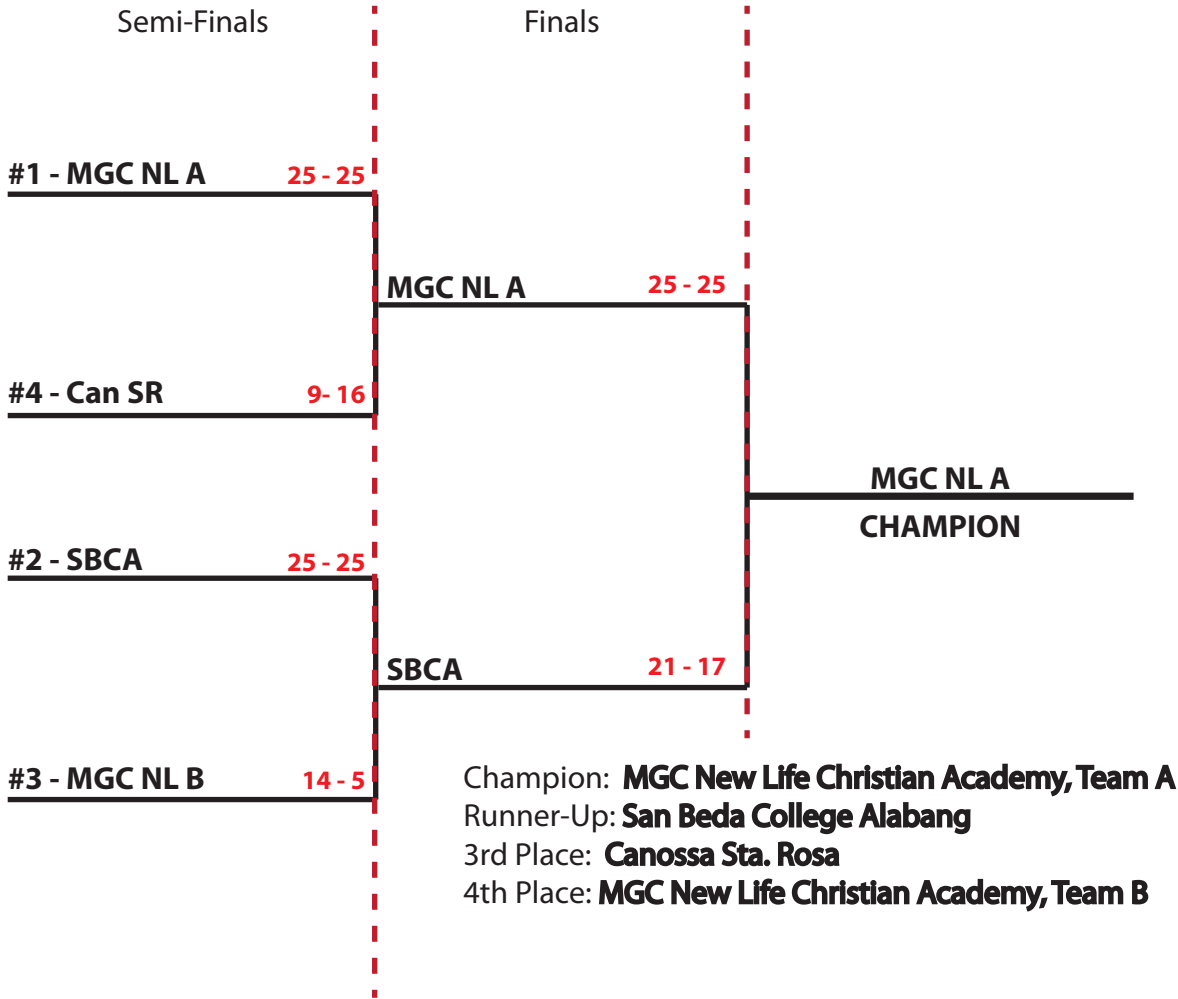 Semi-Finals
Finals
#1 - MGC NL A
25 - 25
MGC NL A
25 - 25
#4 - Can SR
9- 16
MGC NL A
CHAMPION
#2 - SBCA
25 - 25
SBCA
21 - 17
#3 - MGC NL B
14 - 5
Champion: MGC New Life Christian Academy, Team A
Runner-Up: San Beda College Alabang
3rd Place: Canossa Sta. Rosa
4th Place: MGC New Life Christian Academy, Team B